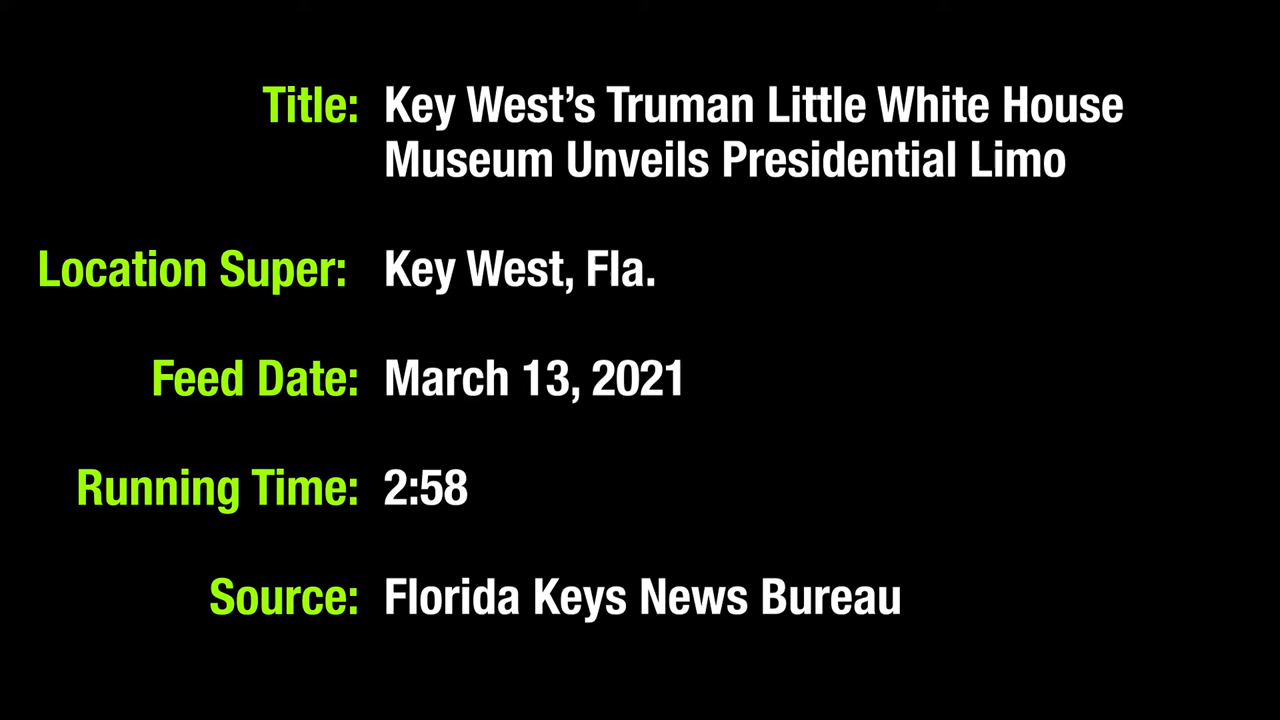 Title: Key West’s Truman Little White House
Museum Unveils Presidential Limo
Location Super: Key West, Fla.
Feed Date: March 13, 2021
Running Time: 2:58
Source: Florida Keys News Bureau